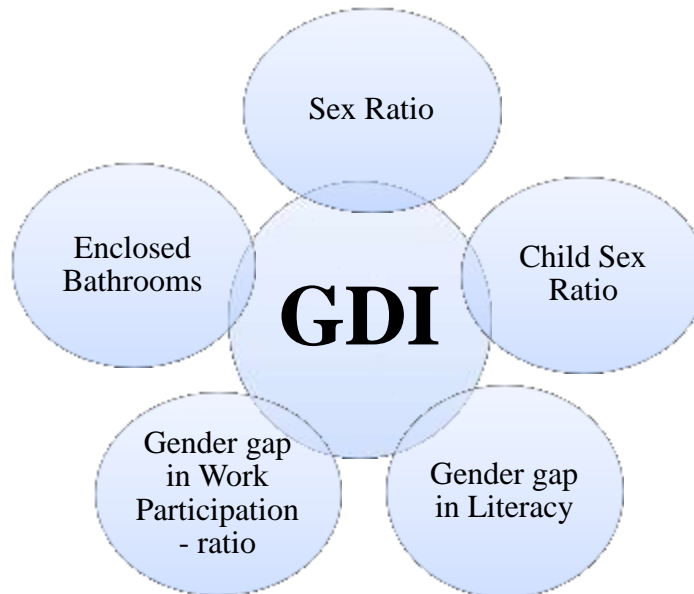 Sex Ratio
Enclosed
Bathrooms
Child Sex
Ratio
GDI
Gender gap
in Work
Participation
- ratio
Gender gap
in Literacy